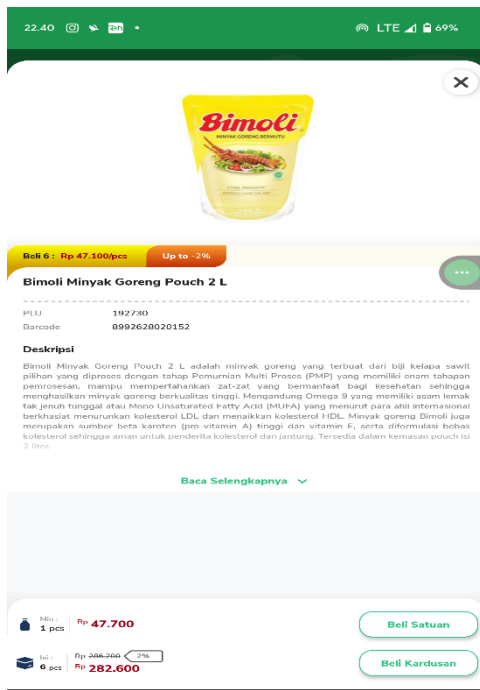 22.40
LTE 69%
Bimoli
MINYAK GORENG BERMUTU
Beli 6 : Rp 47.100/pcs
Up to -2%
Bimoli Minyak Goreng Pouch 2 L
PLU 192730
Barcode 8992628020152
Deskripsi
Bimoli Minyak Goreng Pouch 2 L adalah minyak goreng yang terbuat dari biji kelapa sawit
pilihan yang diproses dengan tahap Pemurnian Multi Proses (PMP) yang memiliki enam tahapan
pemrosesan, mampu mempertahankan zat-zat yang bermanfaat bagi kesehatan sehingga
menghasilkan minyak goreng berkualitas tinggi. Mengandung Omega 9 yang memiliki asam lemak
tak jenuh tunggal atau Mono Unsaturated Fatty Acid (MUFA) yang menurut para ahli internasional
berkhasiat menurunkan kolesterol LDL dan menaikkan kolesterol HDL. Minyak goreng Bimoli juga
merupakan sumber beta-karoten (pro-vitamin A) tinggi dan vitamin E, serta diformulasi bebas
kolesterol sehingga aman untuk penderita kolesterol dan jantung. Tersedia dalam kemasan pouch isi
2 liter.
Baca Selengkapnya
Min :
1 pcs
Rp 47.700
Beli Satuan
Isi :
6 pcs
Rp 286.200 2%
Rp 282.600
Beli Kardusan